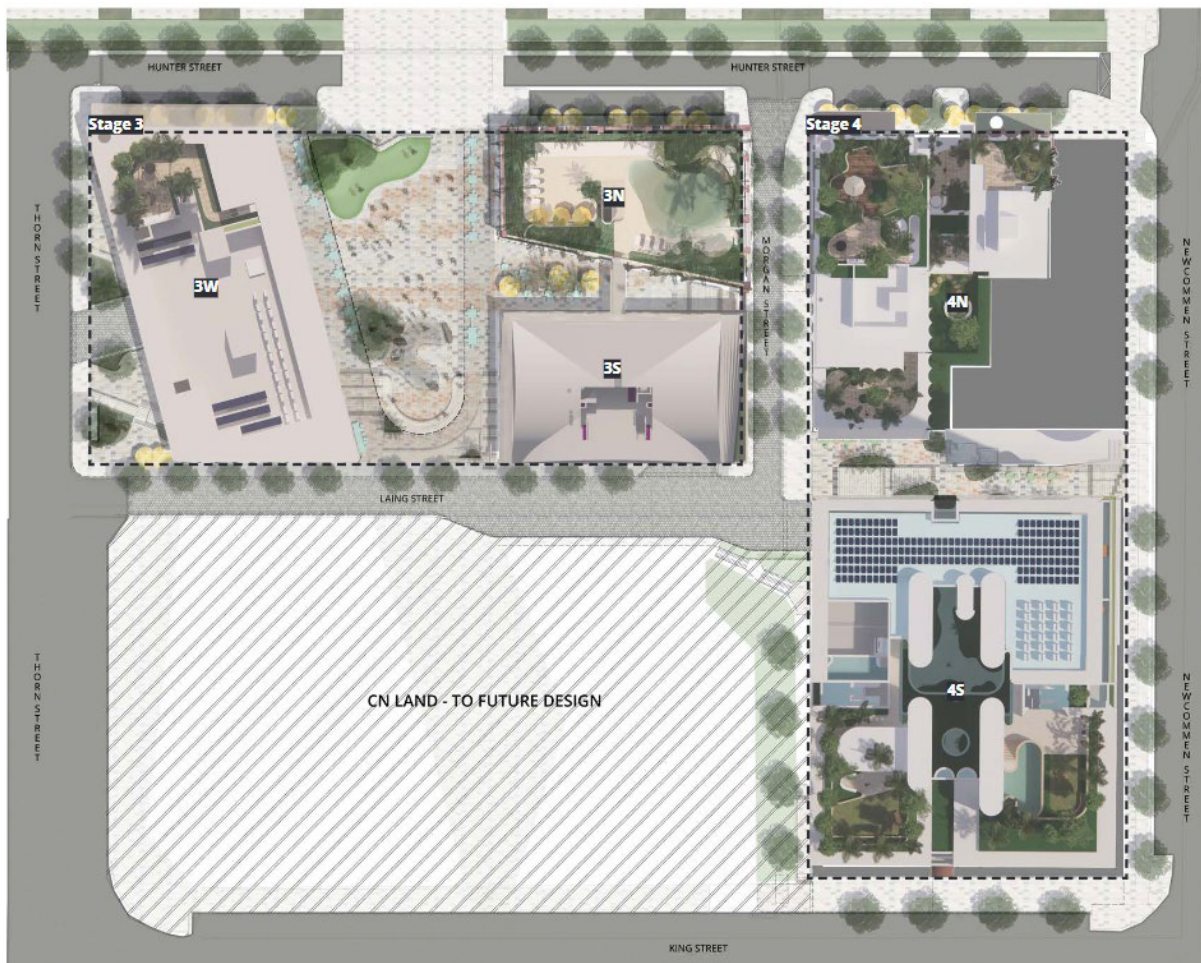 HUNTER STREET
HUNTER STREET
Stage 3
Stage 4
3N
THORN STREET
MORGAN STREET
NEWCOMMEN STREET
3W
4N
3S
LAING STREET
THORN STREET
CN LAND - TO FUTURE DESIGN
4S
NEWCOMMEN STREET
KING STREET